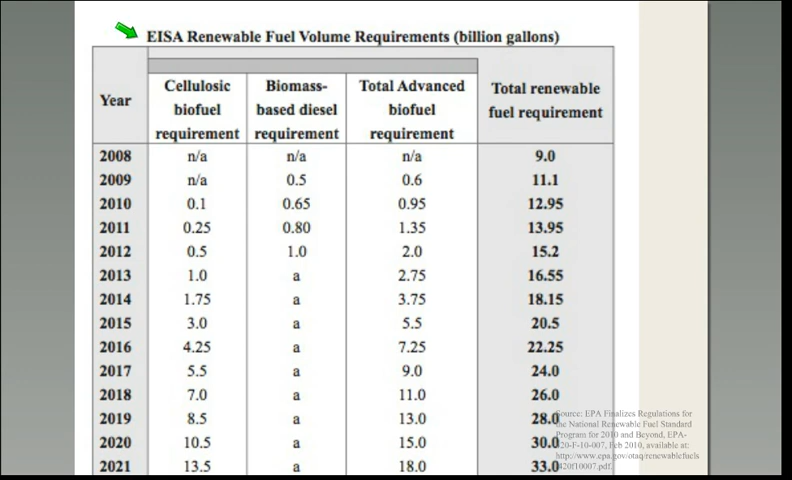 EISA Renewable Fuel Volume Requirements (billion gallons)
Year Cellulosic biofuel requirement Biomass-based diesel requirement Total Advanced biofuel requirement Total renewable fuel requirement
2008 n/a n/a n/a 9.0
2009 n/a 0.5 0.6 11.1
2010 0.1 0.65 0.95 12.95
2011 0.25 0.80 1.35 13.95
2012 0.5 1.0 2.0 15.2
2013 1.0 a 2.75 16.55
2014 1.75 a 3.75 18.15
2015 3.0 a 5.5 20.5
2016 4.25 a 7.25 22.25
2017 5.5 a 9.0 24.0
2018 7.0 a 11.0 26.0
2019 8.5 a 13.0 28.0
2020 10.5 a 15.0 30.0
2021 13.5 a 18.0 33.0
Source: EPA Finalizes Regulations for
the National Renewable Fuel Standard
Program for 2010 and Beyond, EPA-
420-F-10-007, Feb 2010, available at:
http://www.epa.gov/otaq/renewablefuels
/420f10007.pdf.